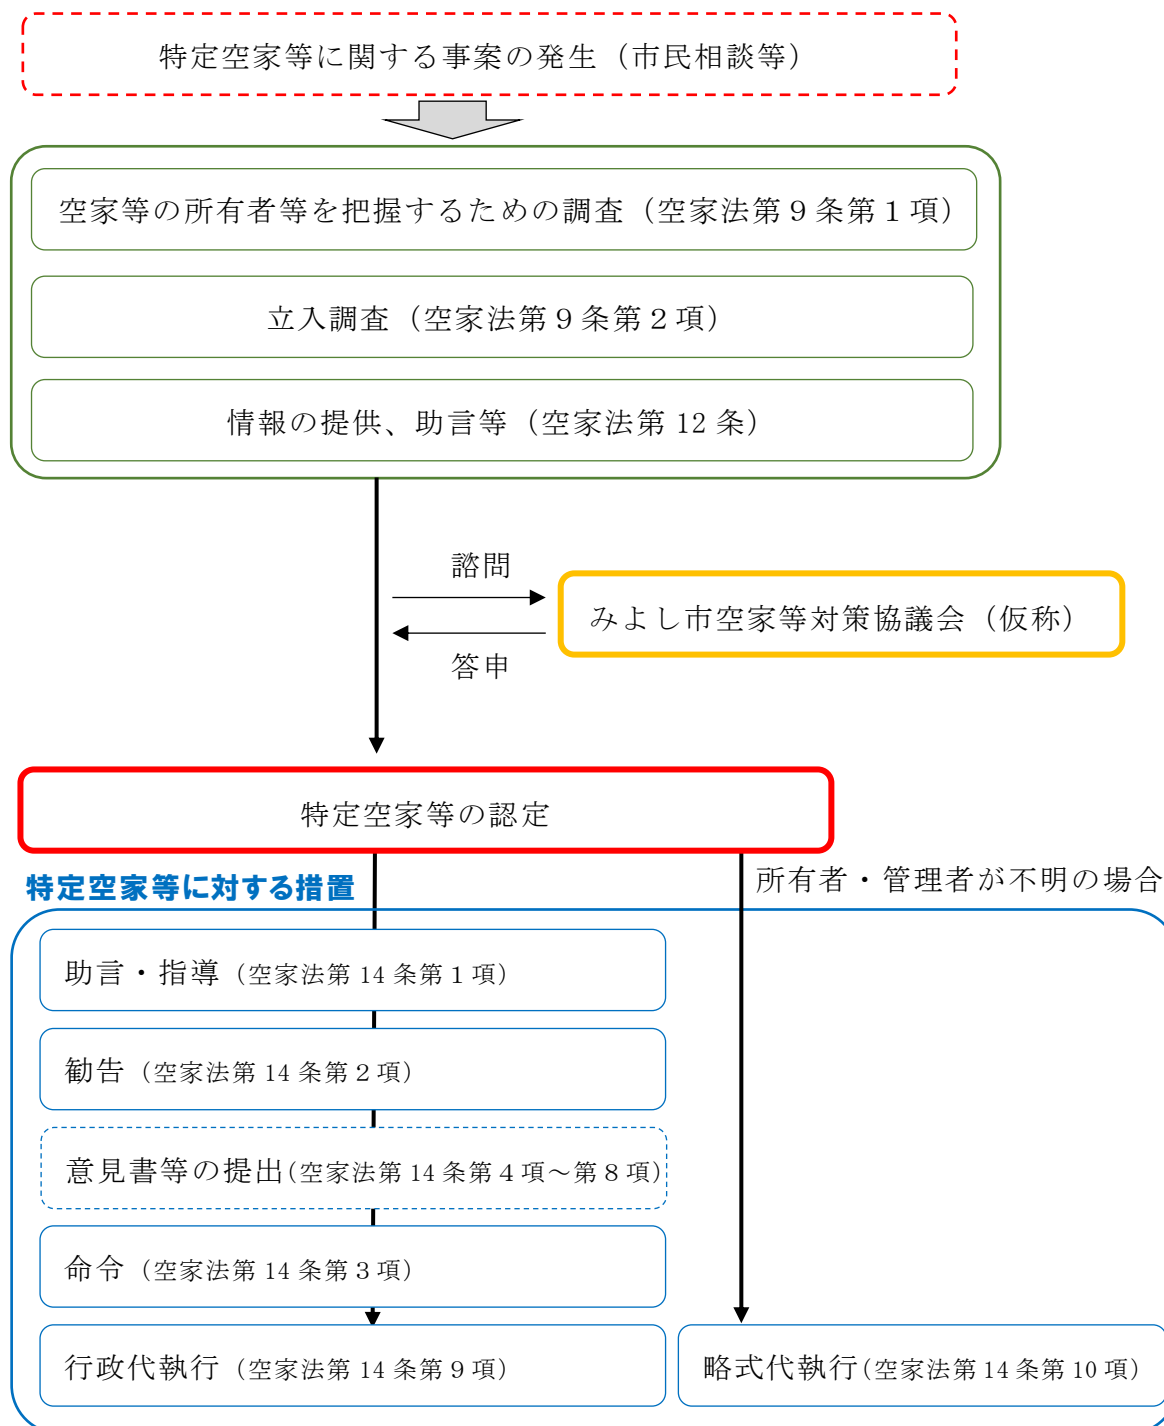 特定空家等に関する事案の発生（市民相談等）
空家等の所有者等を把握するための調査（空家法第９条第１項）
立入調査（空家法第９条第２項）
情報の提供、助言等（空家法第 12 条）
諮問
みよし市空家等対策協議会（仮称）
答申
特定空家等の認定
所有者・管理者が不明の場合
特定空家等に対する措置
助言・指導（空家法第 14 条第１項）
勧告（空家法第 14 条第２項）
意見書等の提出(空家法第 14 条第４項～第８項)
命令（空家法第 14 条第３項）
行政代執行（空家法第 14 条第９項）
略式代執行(空家法第 14 条第 10 項)